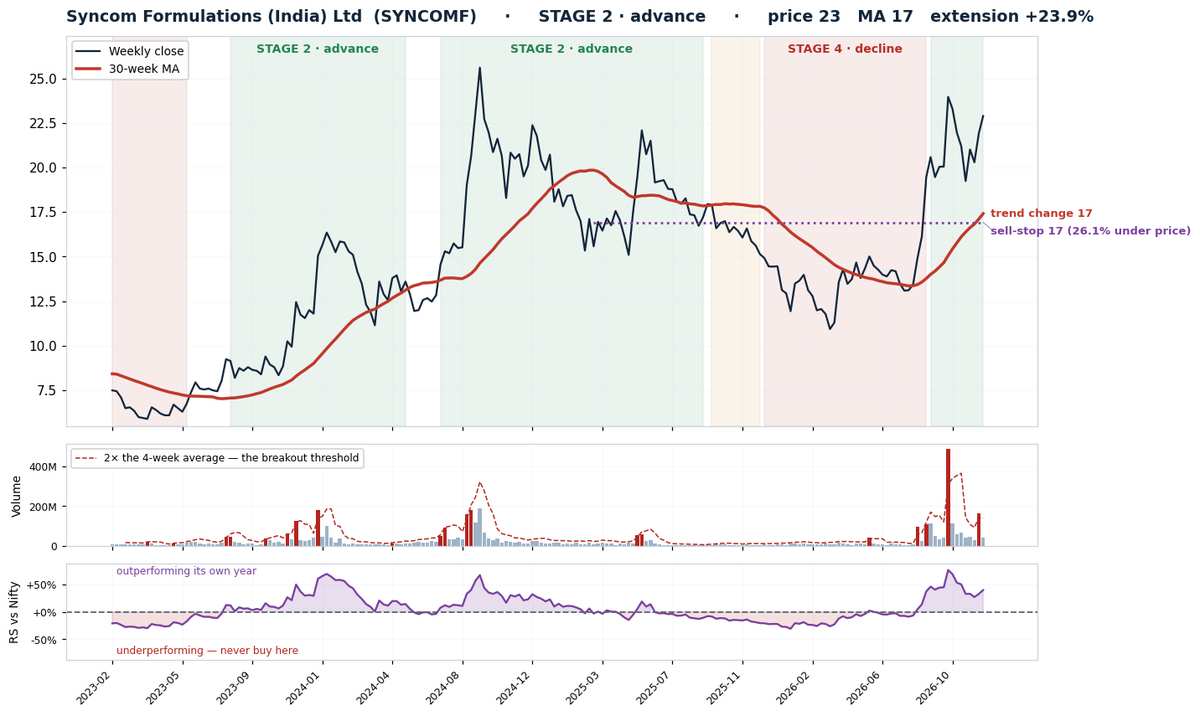 Syncom Formulations (India) Ltd (SYNCOMF) · STAGE 2 · advance · price 23 MA 17 extension +23.9%
Weekly close
30-week MA
STAGE 2 · advance
STAGE 2 · advance
STAGE 4 · decline
25.0
22.5
20.0
17.5
15.0
12.5
10.0
7.5
trend change 17
sell-stop 17 (26.1% under price)
2× the 4-week average — the breakout threshold
Volume
400M
200M
0
RS vs Nifty
outperforming its own year
+50%
+0%
-50%
underperforming — never buy here
2023-02
2023-05
2023-09
2024-01
2024-04
2024-08
2024-12
2025-03
2025-07
2025-11
2026-02
2026-06
2026-10